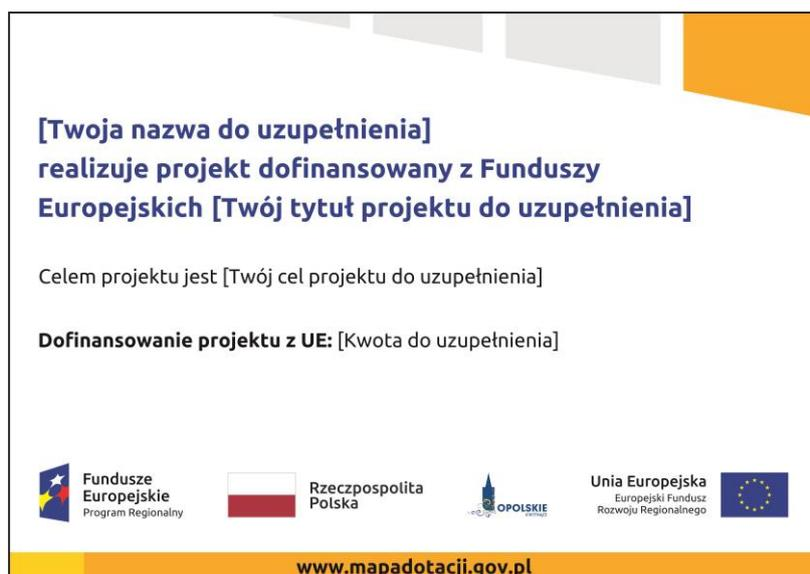 [Twoja nazwa do uzupełnienia]
realizuje projekt dofinansowany z Funduszy
Europejskich [Twój tytuł projektu do uzupełnienia]
Celem projektu jest [Twój cel projektu do uzupełnienia]
Dofinansowanie projektu z UE: [Kwota do uzupełnienia]
Fundusze
Europejskie
Program Regionalny
Rzeczpospolita
Polska
OPOLSKIE
Unia Europejska
Europejski Fundusz
Rozwoju Regionalnego
www.mapadotacji.gov.pl